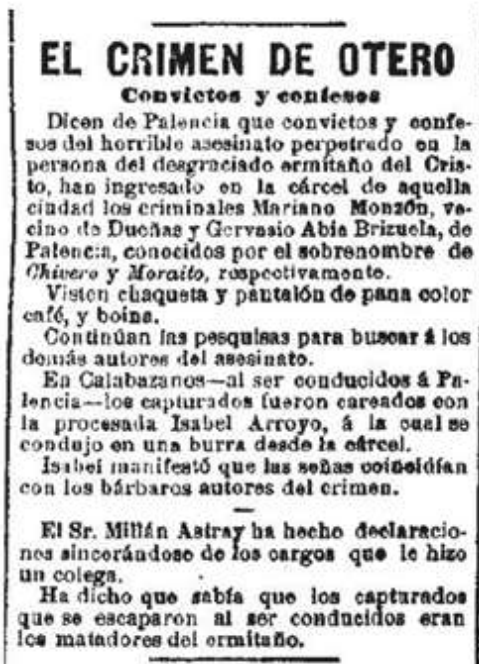 EL CRIMEN DE OTERO
Convictos y confesos
Dicen de Palencia que convictos y confe-
sos del horrible asesinato perpetrado en la
persona del desgraciado ermitaño del Cris-
to, han ingresado en la cárcel de aquella
ciudad los criminales Mariano Monzón, ve-
cino de Dueñas y Gervasio Abia Brizuela, de
Palencia, conocidos por el sobrenombre de
Chivero y Moraito, respectivamente.
Visten chaqueta y pantalón de pana color
café, y boina.
Continúan las pesquisas para buscar á los
demás autores del asesinato.
En Calabazanos—al ser conducidos á Pa-
lencia—los capturados fueron careados con
la procesada Isabel Arroyo, á la cual se
condujo en una burra desde la cárcel.
Isabel manifestó que las señas coincidían
con los bárbaros autores del crimen.
El Sr. Millán Astray ha hecho declaracio-
nes sincerándose de los cargos que le hizo
un colega.
Ha dicho que sabía que los capturados
que se escaparon al ser conducidos eran
los matadores del ermitaño.